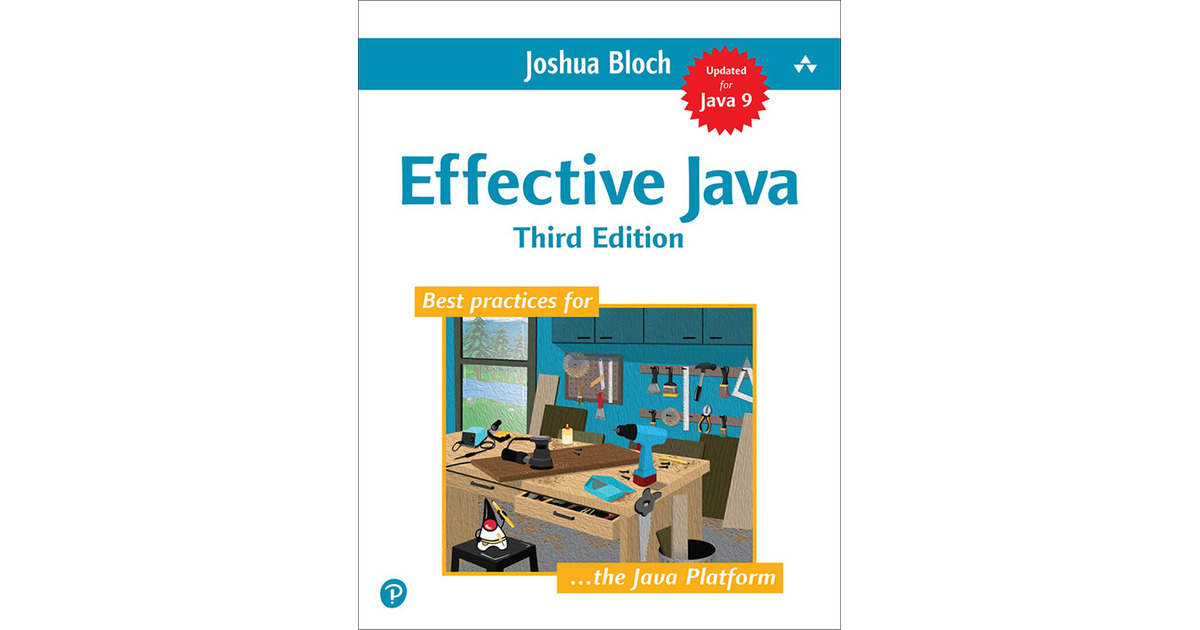 Joshua Bloch
Updated
for
Java 9
Effective Java
Third Edition
Best practices for
...the Java Platform
P